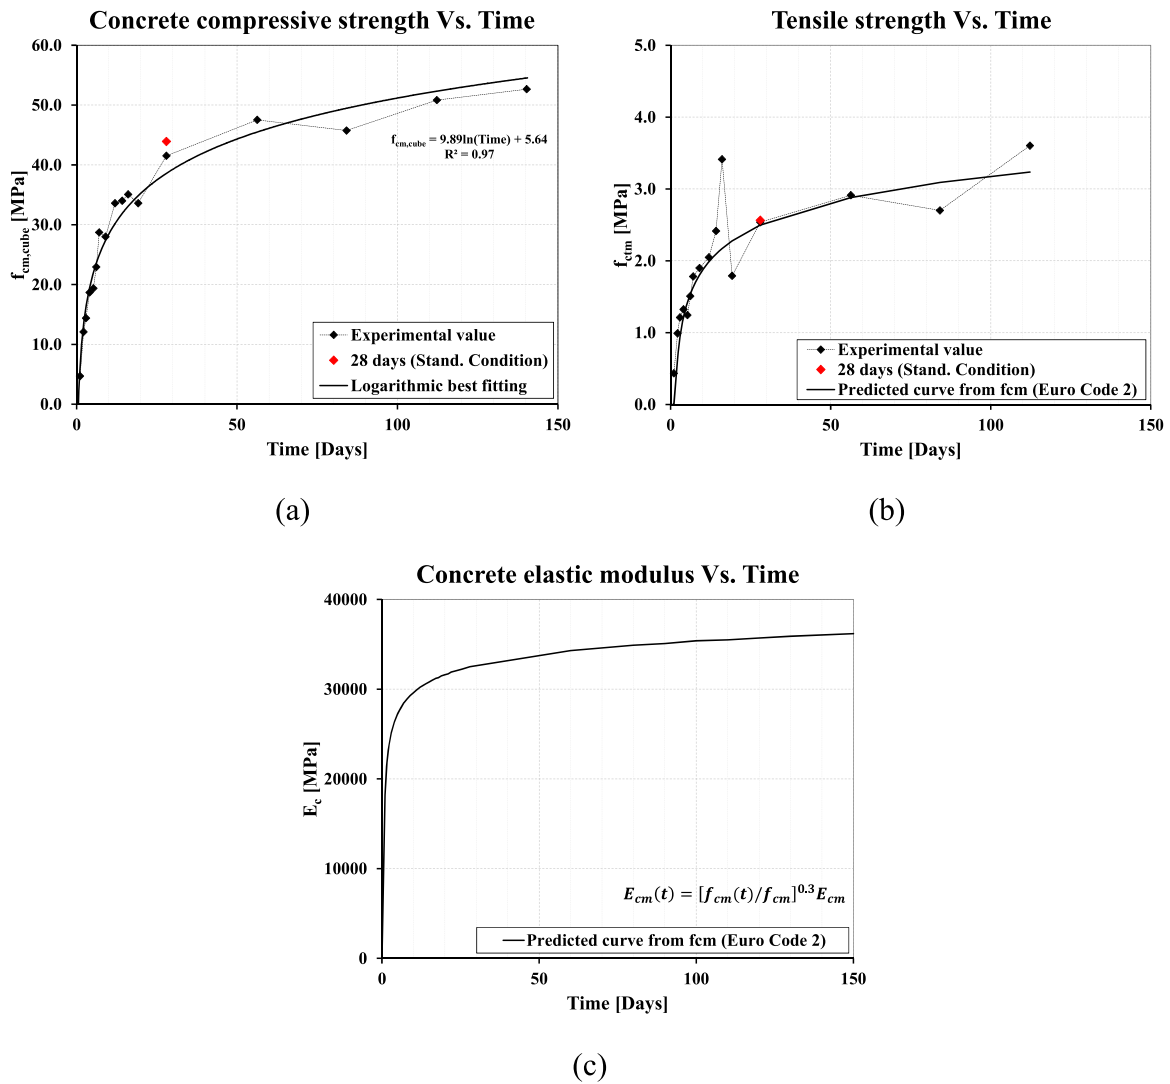 Concrete compressive strength Vs. Time
60.0
50.0
40.0
30.0
20.0
10.0
0.0
f_cm,cube [MPa]
f_cm,cube = 9.89ln(Time) + 5.64
R² = 0.97
Experimental value
28 days (Stand. Condition)
Logarithmic best fitting
0 50 100 150
Time [Days]
(a)
Tensile strength Vs. Time
5.0
4.0
3.0
2.0
1.0
0.0
f_ctm [MPa]
Experimental value
28 days (Stand. Condition)
Predicted curve from fcm (Euro Code 2)
0 50 100 150
Time [Days]
(b)
Concrete elastic modulus Vs. Time
40000
30000
20000
10000
0
E_c [MPa]
E_cm(t) = [f_cm(t)/f_cm]^0.3 E_cm
Predicted curve from fcm (Euro Code 2)
0 50 100 150
Time [Days]
(c)